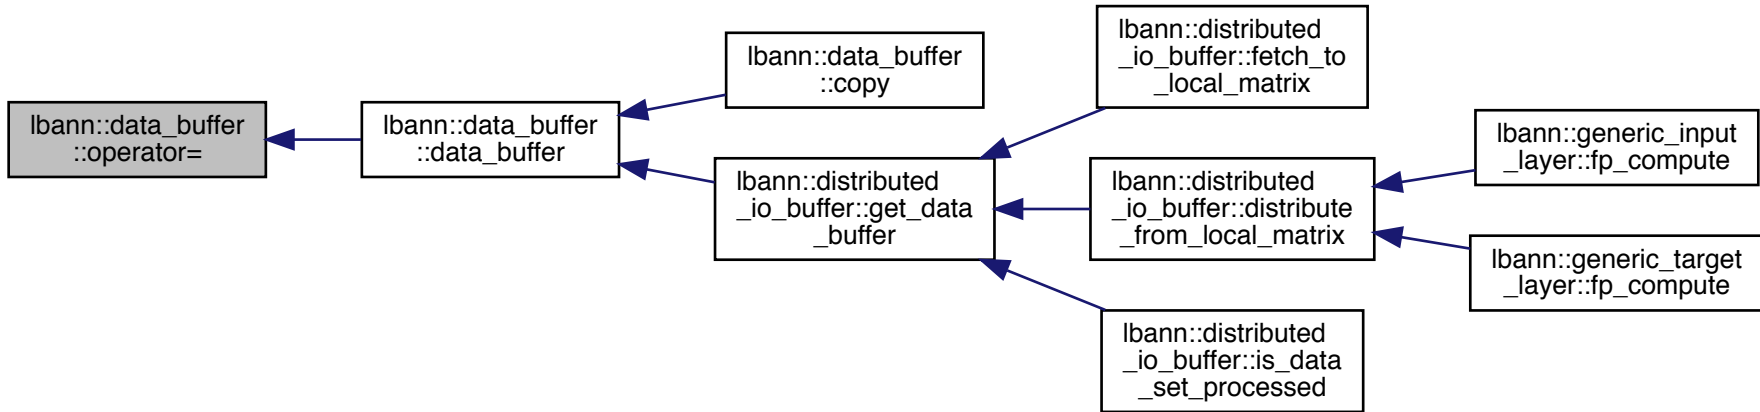 lbann::data_buffer
::operator=
lbann::data_buffer
::data_buffer
lbann::data_buffer
::copy
lbann::distributed
_io_buffer::get_data
_buffer
lbann::distributed
_io_buffer::fetch_to
_local_matrix
lbann::distributed
_io_buffer::distribute
_from_local_matrix
lbann::distributed
_io_buffer::is_data
_set_processed
lbann::generic_input
_layer::fp_compute
lbann::generic_target
_layer::fp_compute